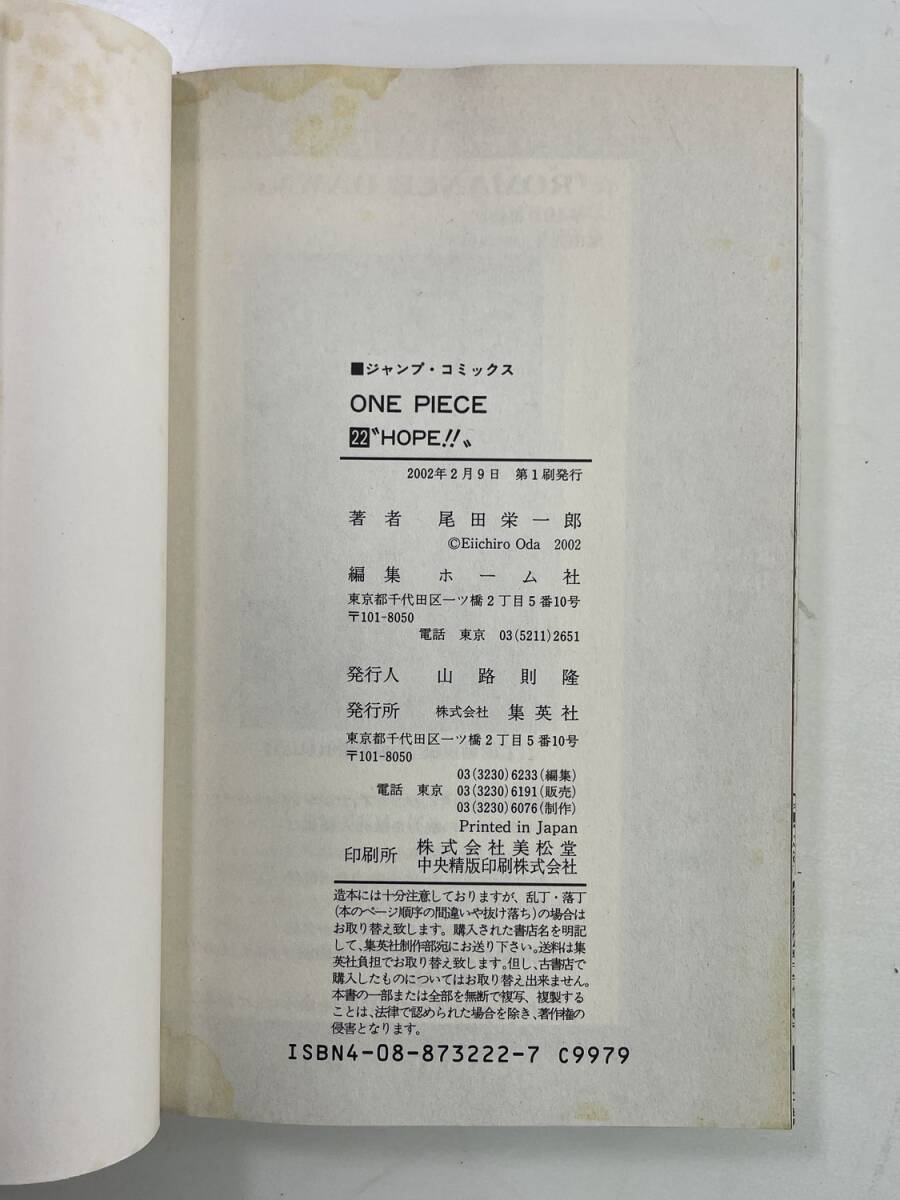 ■ジャンプ・コミックス
ONE PIECE
22〝HOPE!!〟
2002年2月9日 第1刷発行
著者 尾田栄一郎
©Eiichiro Oda 2002
編集 ホーム社
東京都千代田区一ツ橋2丁目5番10号
〒101-8050
電話 東京 03(5211)2651
発行人 山路則隆
発行所 株式会社 集英社
東京都千代田区一ツ橋2丁目5番10号
〒101-8050
03(3230)6233(編集)
電話 東京 03(3230)6191(販売)
03(3230)6076(制作)
Printed in Japan
印刷所 株式会社美松堂
中央精版印刷株式会社
造本には十分注意しておりますが、乱丁・落丁
(本のページ順序の間違いや抜け落ち)の場合は
お取り替え致します。購入された書店名を明記
して、集英社制作部宛にお送り下さい。送料は集
英社負担でお取り替え致します。但し、古書店で
購入したものについてはお取り替え出来ません。
本書の一部または全部を無断で複写、複製する
ことは、法律で認められた場合を除き、著作権の
侵害となります。
ISBN4-08-873222-7 C9979